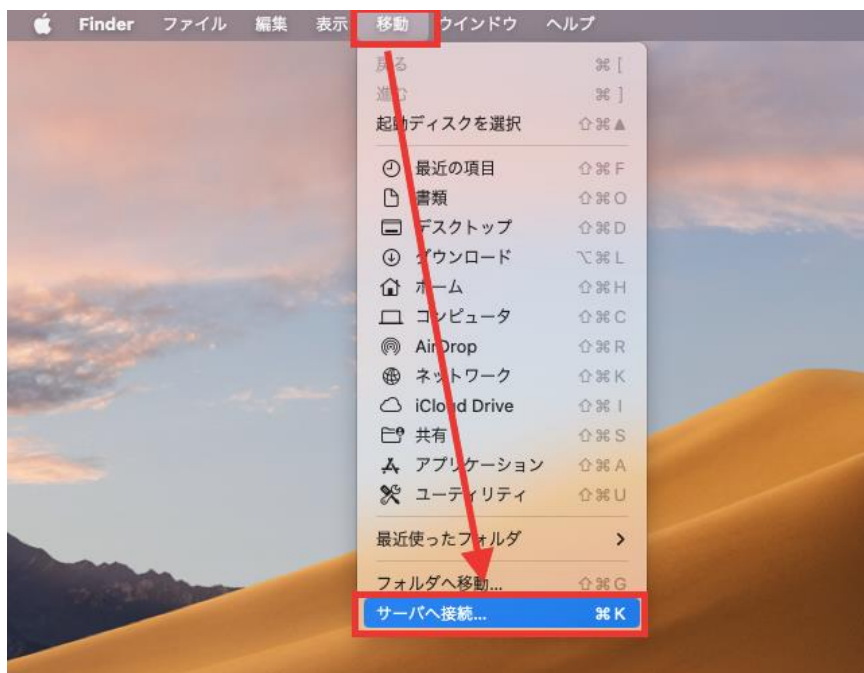 Finder ファイル 編集 表示 移動 ウインドウ ヘルプ
戻る ⌘ [
進む ⌘ ]
起動ディスクを選択 ⇧⌘▲
最近の項目 ⇧⌘F
書類 ⇧⌘O
デスクトップ ⇧⌘D
ダウンロード ⌥⌘L
ホーム ⇧⌘H
コンピュータ ⇧⌘C
AirDrop ⇧⌘R
ネットワーク ⇧⌘K
iCloud Drive ⇧⌘I
共有 ⇧⌘S
アプリケーション ⇧⌘A
ユーティリティ ⇧⌘U
最近使ったフォルダ
フォルダへ移動... ⇧⌘G
サーバへ接続... ⌘K